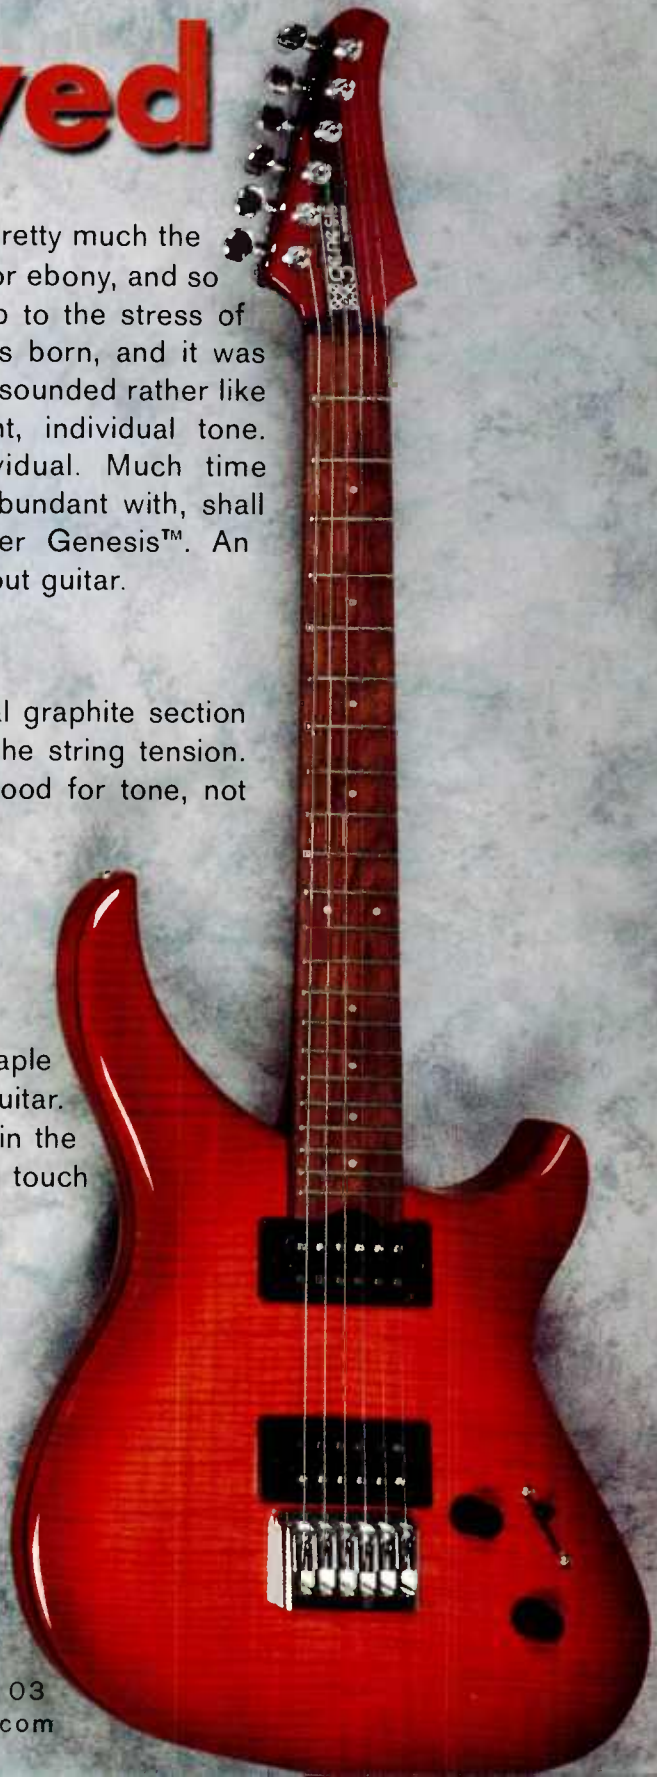 ved
retty much the
or ebony, and so
o to the stress of
s born, and it was
sounded rather like
nt, individual tone.
vidual. Much time
bundant with, shall
er Genesis™. An
out guitar.
al graphite section
he string tension.
ood for tone, not
aple
uitar.
in the
touch
03
com
Genesis